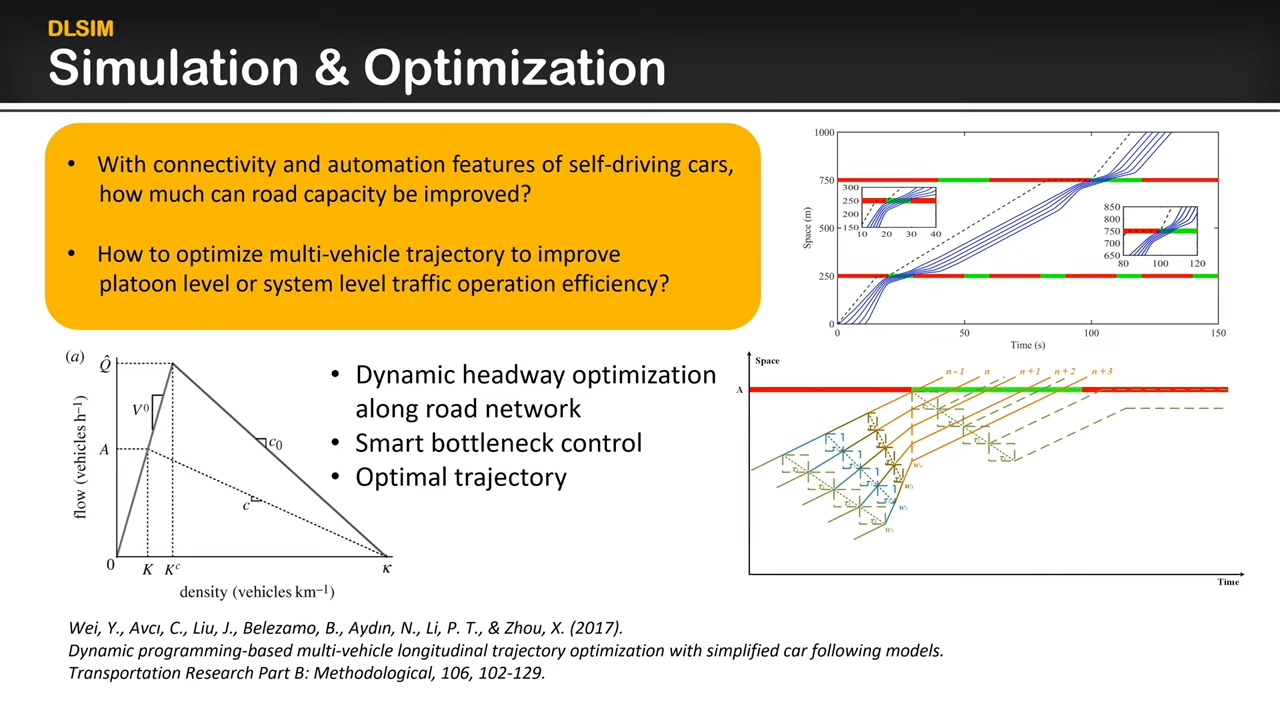 DLSIM
Simulation & Optimization
• With connectivity and automation features of self-driving cars,
how much can road capacity be improved?
• How to optimize multi-vehicle trajectory to improve
platoon level or system level traffic operation efficiency?
1000
750
500
250
0
Space (m)
300
250
200
150
10 20 30 40
850
800
750
700
650
80 100 120
0 50 100 150
Time (s)
(a)
Q̂
V⁰
A
c₀
c
flow (vehicles h⁻¹)
0 K Kᶜ κ
density (vehicles km⁻¹)
• Dynamic headway optimization
along road network
• Smart bottleneck control
• Optimal trajectory
Space
n - 1 n n + 1 n + 2 n + 3
A
Time
Wei, Y., Avcı, C., Liu, J., Belezamo, B., Aydın, N., Li, P. T., & Zhou, X. (2017).
Dynamic programming-based multi-vehicle longitudinal trajectory optimization with simplified car following models.
Transportation Research Part B: Methodological, 106, 102-129.